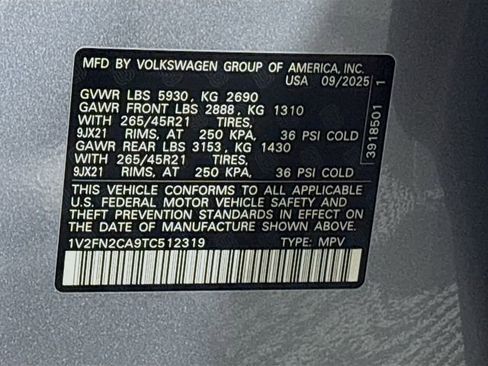 MFD BY VOLKSWAGEN GROUP OF AMERICA, INC.
USA 09/2025
GVWR LBS 5930, KG 2690
GAWR FRONT LBS 2888, KG 1310
WITH 265/45R21 TIRES,
9JX21 RIMS, AT 250 KPA, 36 PSI COLD
GAWR REAR LBS 3153, KG 1430
WITH 265/45R21 TIRES,
9JX21 RIMS, AT 250 KPA, 36 PSI COLD
THIS VEHICLE CONFORMS TO ALL APPLICABLE
U.S. FEDERAL MOTOR VEHICLE SAFETY AND
THEFT PREVENTION STANDARDS IN EFFECT ON
THE DATE OF MANUFACTURE SHOWN ABOVE.
1V2FN2CA9TC512319 TYPE: MPV
3918501 1